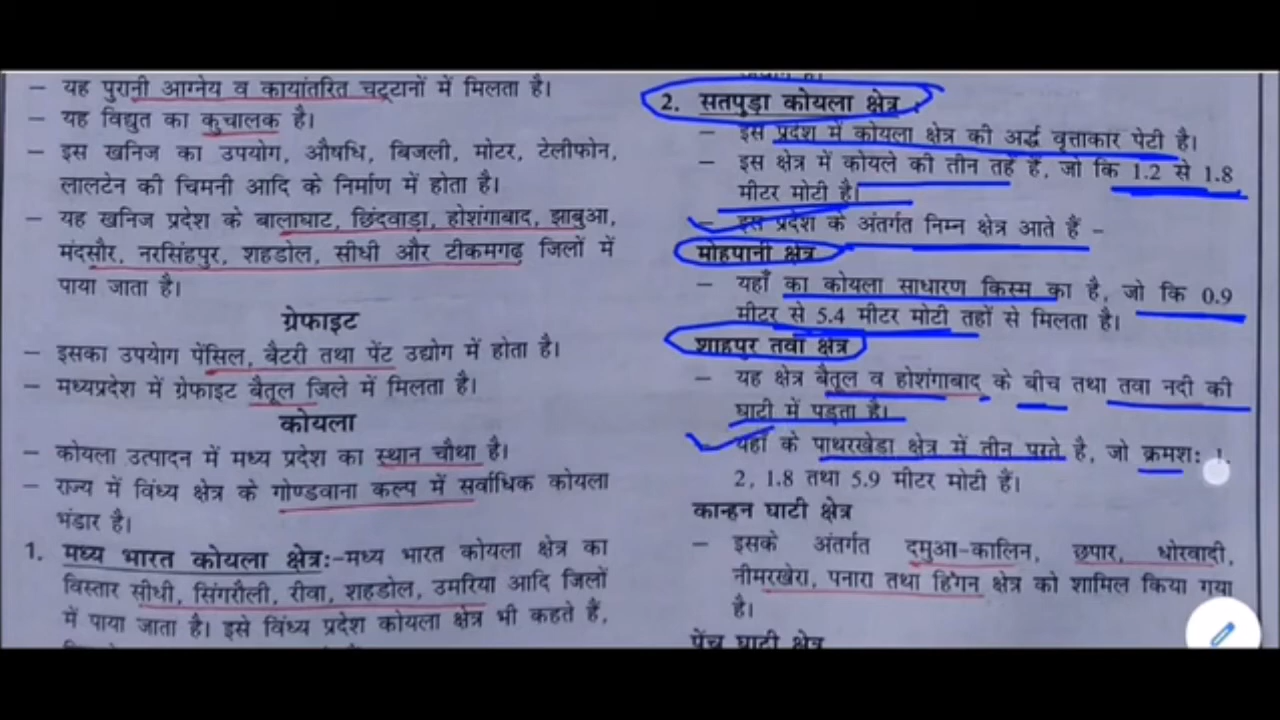 – यह पुरानी आग्नेय व कायांतरित चट्टानों में मिलता है।
– यह विद्युत का कुचालक है।
– इस खनिज का उपयोग, औषधि, बिजली, मोटर, टेलीफोन,
लालटेन की चिमनी आदि के निर्माण में होता है।
– यह खनिज प्रदेश के बालाघाट, छिंदवाड़ा, होशंगाबाद, झाबुआ,
मंदसौर, नरसिंहपुर, शहडोल, सीधी और टीकमगढ़ जिलों में
पाया जाता है।
ग्रेफाइट
– इसका उपयोग पेंसिल, बैटरी तथा पेंट उद्योग में होता है।
– मध्यप्रदेश में ग्रेफाइट बैतूल जिले में मिलता है।
कोयला
– कोयला उत्पादन में मध्य प्रदेश का स्थान चौथा है।
– राज्य में विंध्य क्षेत्र के गोण्डवाना कल्प में सर्वाधिक कोयला
भंडार है।
1. मध्य भारत कोयला क्षेत्र:-मध्य भारत कोयला क्षेत्र का
विस्तार सीधी, सिंगरौली, रीवा, शहडोल, उमरिया आदि जिलों
में पाया जाता है। इसे विंध्य प्रदेश कोयला क्षेत्र भी कहते हैं,
2. सतपुड़ा कोयला क्षेत्र :
– इस प्रदेश में कोयला क्षेत्र की अर्द्ध वृत्ताकार पेटी है।
– इस क्षेत्र में कोयले की तीन तहें हैं, जो कि 1.2 से 1.8
मीटर मोटी है।
– इस प्रदेश के अंतर्गत निम्न क्षेत्र आते हैं –
मोहपानी क्षेत्र
– यहाँ का कोयला साधारण किस्म का है, जो कि 0.9
मीटर से 5.4 मीटर मोटी तहों से मिलता है।
शाहपुर तवा क्षेत्र
– यह क्षेत्र बैतूल व होशंगाबाद के बीच तथा तवा नदी की
घाटी में पड़ता है।
– यहाँ के पाथरखेड़ा क्षेत्र में तीन परते है, जो क्रमशः 1.
2, 1.8 तथा 5.9 मीटर मोटी हैं।
कान्हन घाटी क्षेत्र
– इसके अंतर्गत दमुआ-कालिन, छपार, धोरवादी,
नीमरखेरा, पनारा तथा हिंगन क्षेत्र को शामिल किया गया
है।
पेंच घाटी क्षेत्र